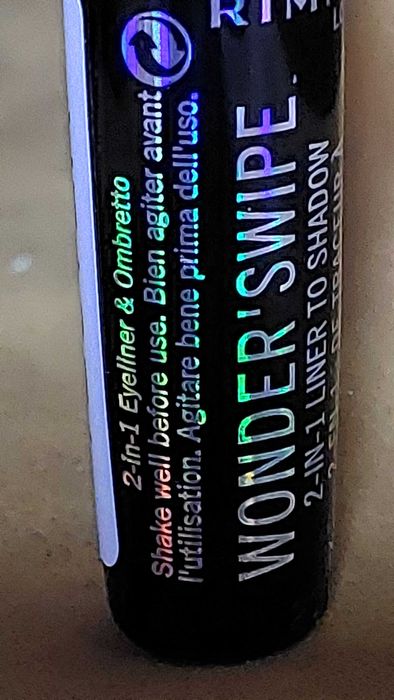 2-in-1 Eyeliner & Ombretto
Shake well before use. Bien agiter avant
l'utilisation. Agitare bene prima dell'uso.
WONDER'SWIPE
2-IN-1 LINER TO SHADOW